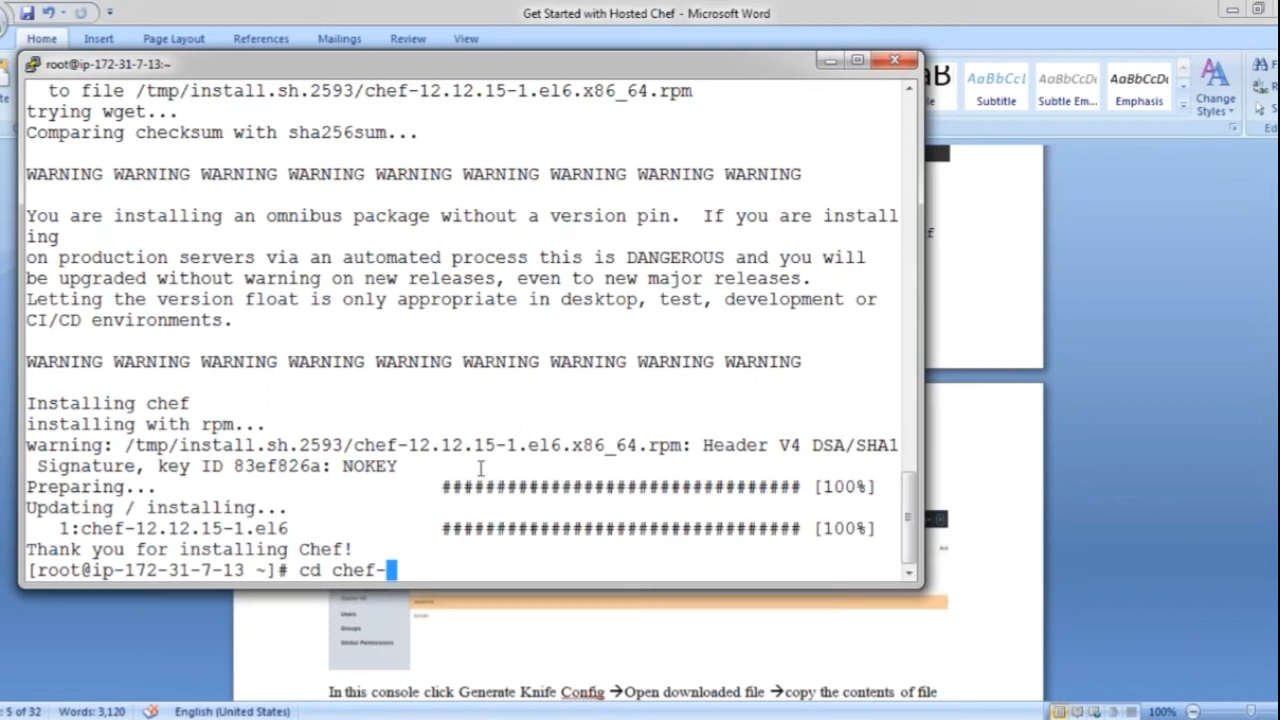 Get Started with Hosted Chef - Microsoft Word
Home Insert Page Layout References Mailings Review View
root@ip-172-31-7-13:~
Subtitle Subtle Em... Emphasis Change
Styles
AaBbCcL AaBbCcDc AaBbCcDc
to file /tmp/install.sh.2593/chef-12.12.15-1.el6.x86_64.rpm
trying wget...
Comparing checksum with sha256sum...
WARNING WARNING WARNING WARNING WARNING WARNING WARNING WARNING WARNING
You are installing an omnibus package without a version pin.  If you are install
ing
on production servers via an automated process this is DANGEROUS and you will
be upgraded without warning on new releases, even to new major releases.
Letting the version float is only appropriate in desktop, test, development or
CI/CD environments.
WARNING WARNING WARNING WARNING WARNING WARNING WARNING WARNING WARNING
Installing chef
installing with rpm...
warning: /tmp/install.sh.2593/chef-12.12.15-1.el6.x86_64.rpm: Header V4 DSA/SHA1
Signature, key ID 83ef826a: NOKEY
Preparing... ################################# [100%]
Updating / installing...
1:chef-12.12.15-1.el6 ################################# [100%]
Thank you for installing Chef!
[root@ip-172-31-7-13 ~]# cd chef-
Users
Groups
Global Permissions
In this console click Generate Knife Config →Open downloaded file →copy the contents of file
: 5 of 32 Words: 3,120 English (United States) 100%